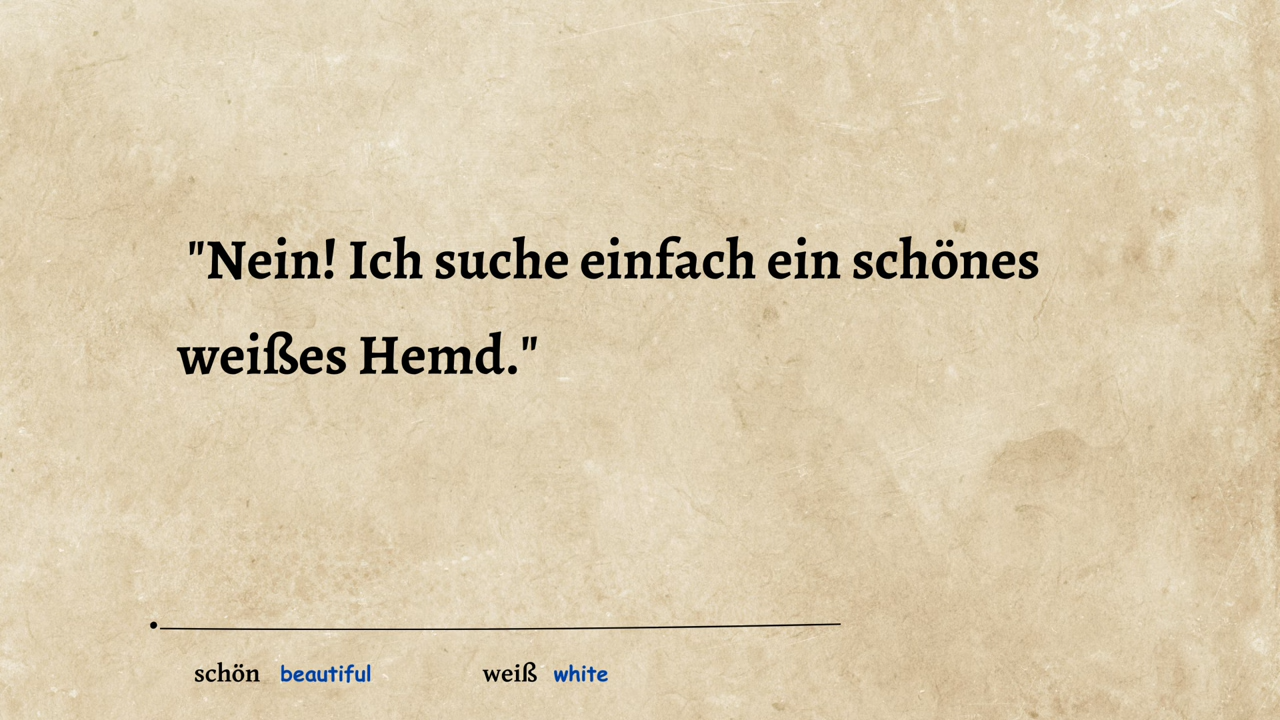 "Nein! Ich suche einfach ein schönes
weißes Hemd."
schön beautiful weiß white